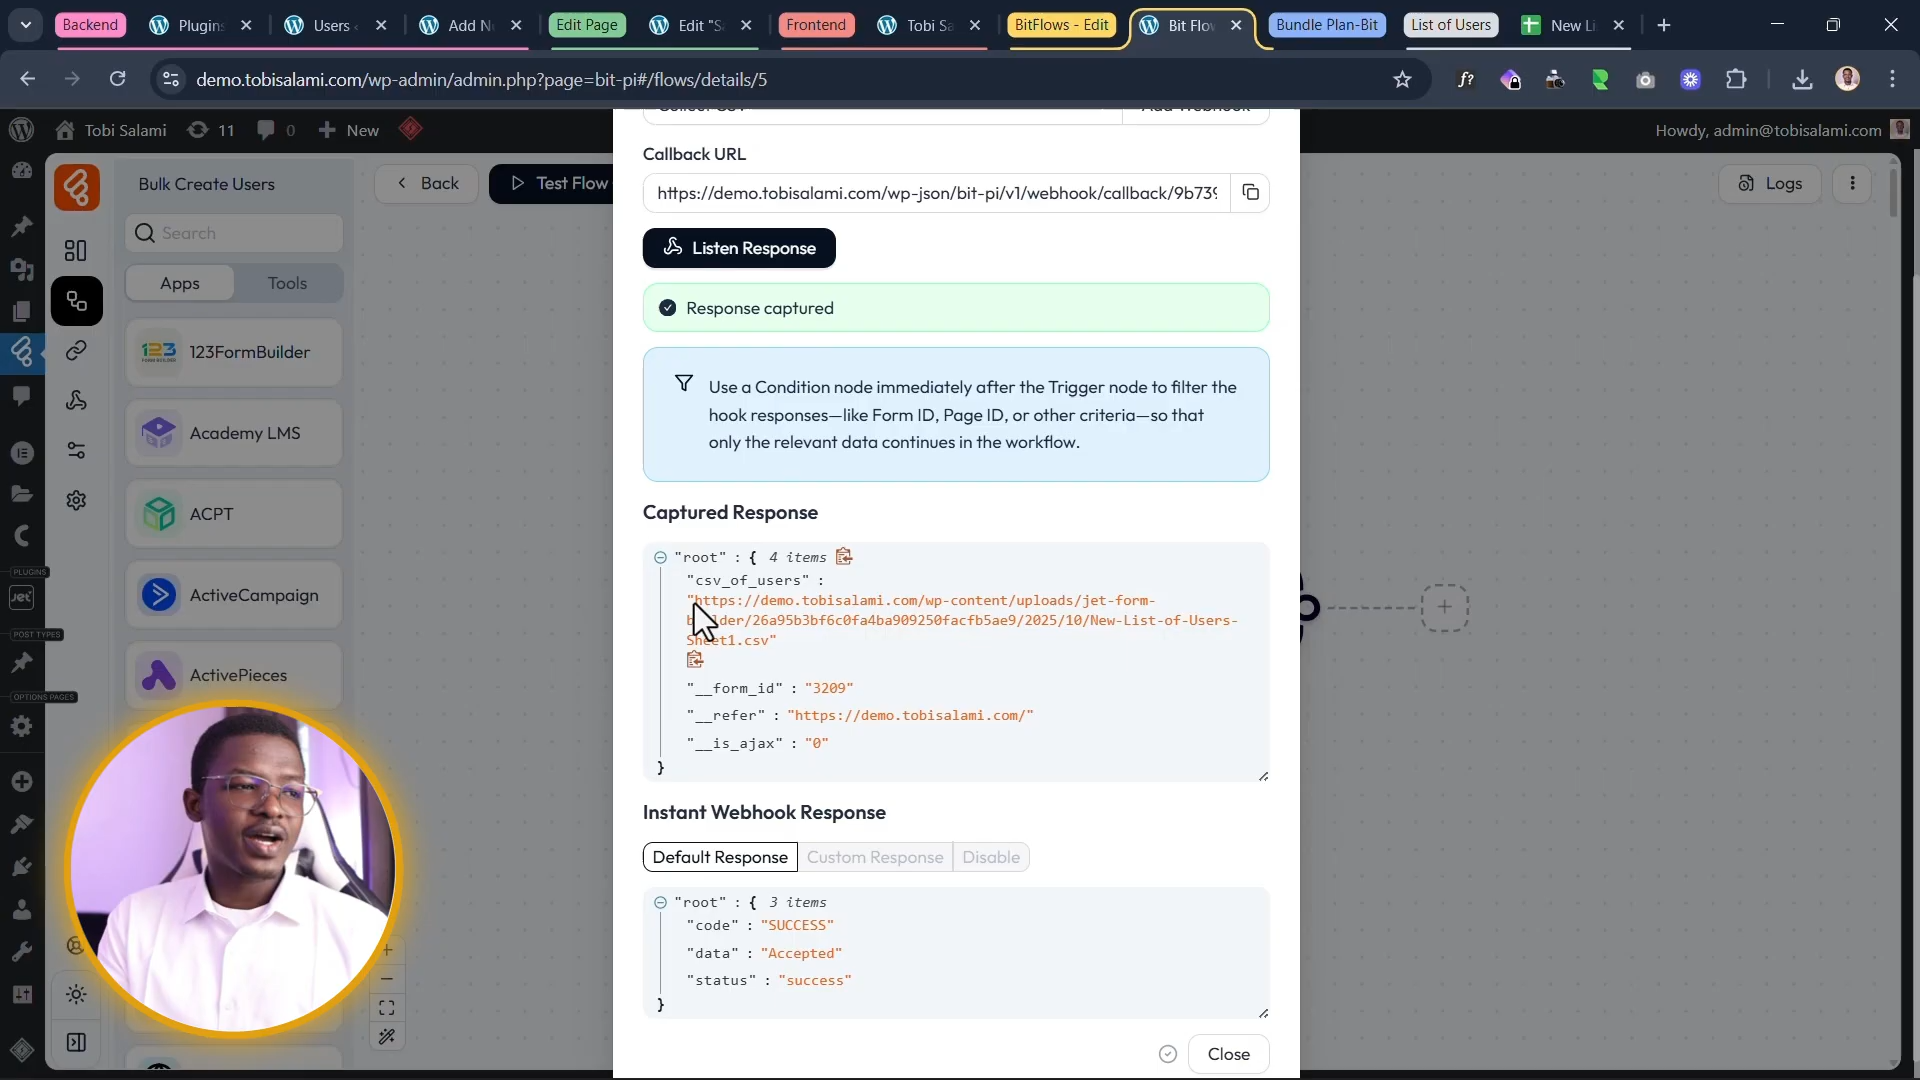 Backend
Plugins
Users
Add N
Edit Page
Edit "S
Frontend
Tobi Sa
BitFlows - Edit
Bit Flo
Bundle Plan-Bit
List of Users
New Li
demo.tobisalami.com/wp-admin/admin.php?page=bit-pi#/flows/details/5
Tobi Salami
11
0
New
Howdy, admin@tobisalami.com
Bulk Create Users
Back
Test Flow
Logs
Search
Apps
Tools
123FormBuilder
Academy LMS
ACPT
ActiveCampaign
ActivePieces
PLUGINS
POST TYPES
OPTIONS PAGES
Callback URL
https://demo.tobisalami.com/wp-json/bit-pi/v1/webhook/callback/9b739
Listen Response
Response captured
Use a Condition node immediately after the Trigger node to filter the
hook responses—like Form ID, Page ID, or other criteria—so that
only the relevant data continues in the workflow.
Captured Response
"root" : { 4 items
"csv_of_users" :
"https://demo.tobisalami.com/wp-content/uploads/jet-form-
/26a95b3bf6c0fa4ba909250facfb5ae9/2025/10/New-List-of-Users-
Sheet1.csv"
"__form_id" : "3209"
"__refer" : "https://demo.tobisalami.com/"
"__is_ajax" : "0"
}
Instant Webhook Response
Default Response
Custom Response
Disable
"root" : { 3 items
"code" : "SUCCESS"
"data" : "Accepted"
"status" : "success"
}
Close